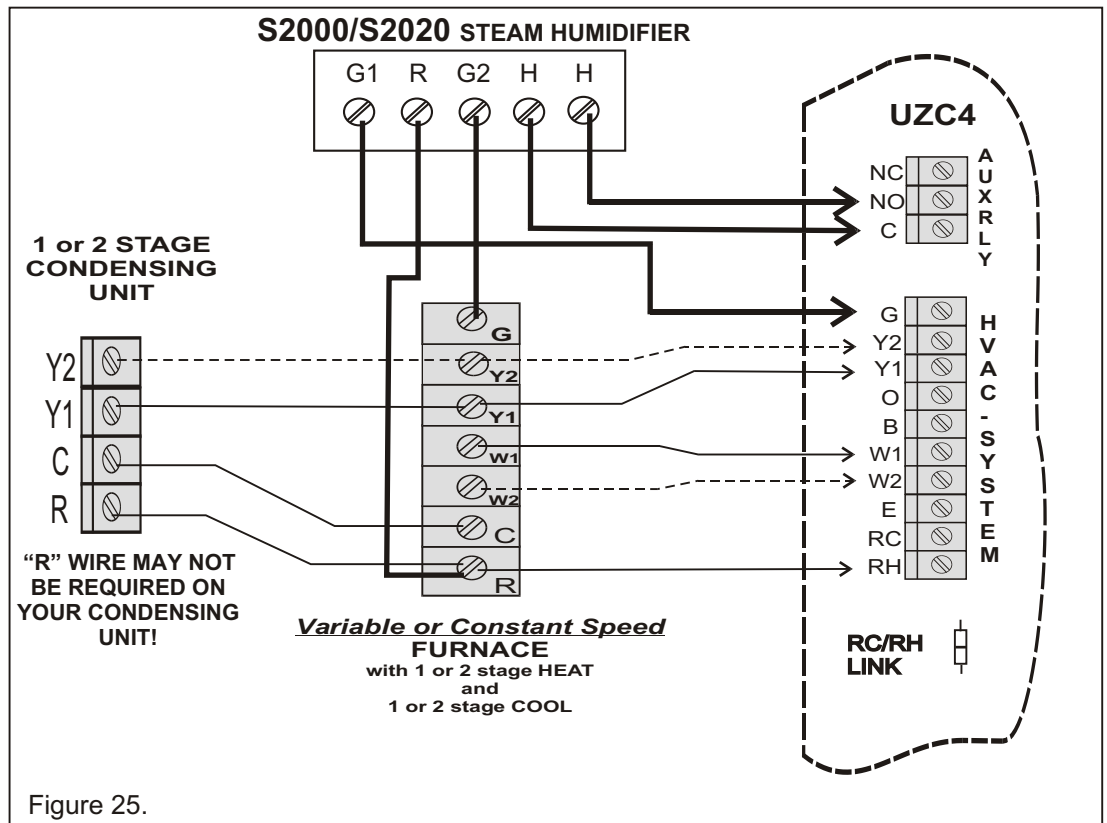 S2000/S2020 STEAM HUMIDIFIER
G1 R G2 H H
UZC4
NC
NO
C
AUXRLY
1 or 2 STAGE
CONDENSING
UNIT
Y2
Y1
C
R
"R" WIRE MAY NOT
BE REQUIRED ON
YOUR CONDENSING
UNIT!
G
Y2
Y1
W1
W2
C
R
Variable or Constant Speed
FURNACE
with 1 or 2 stage HEAT
and
1 or 2 stage COOL
G
Y2
Y1
O
B
W1
W2
E
RC
RH
HVAC-SYSTEM
RC/RH
LINK
Figure 25.